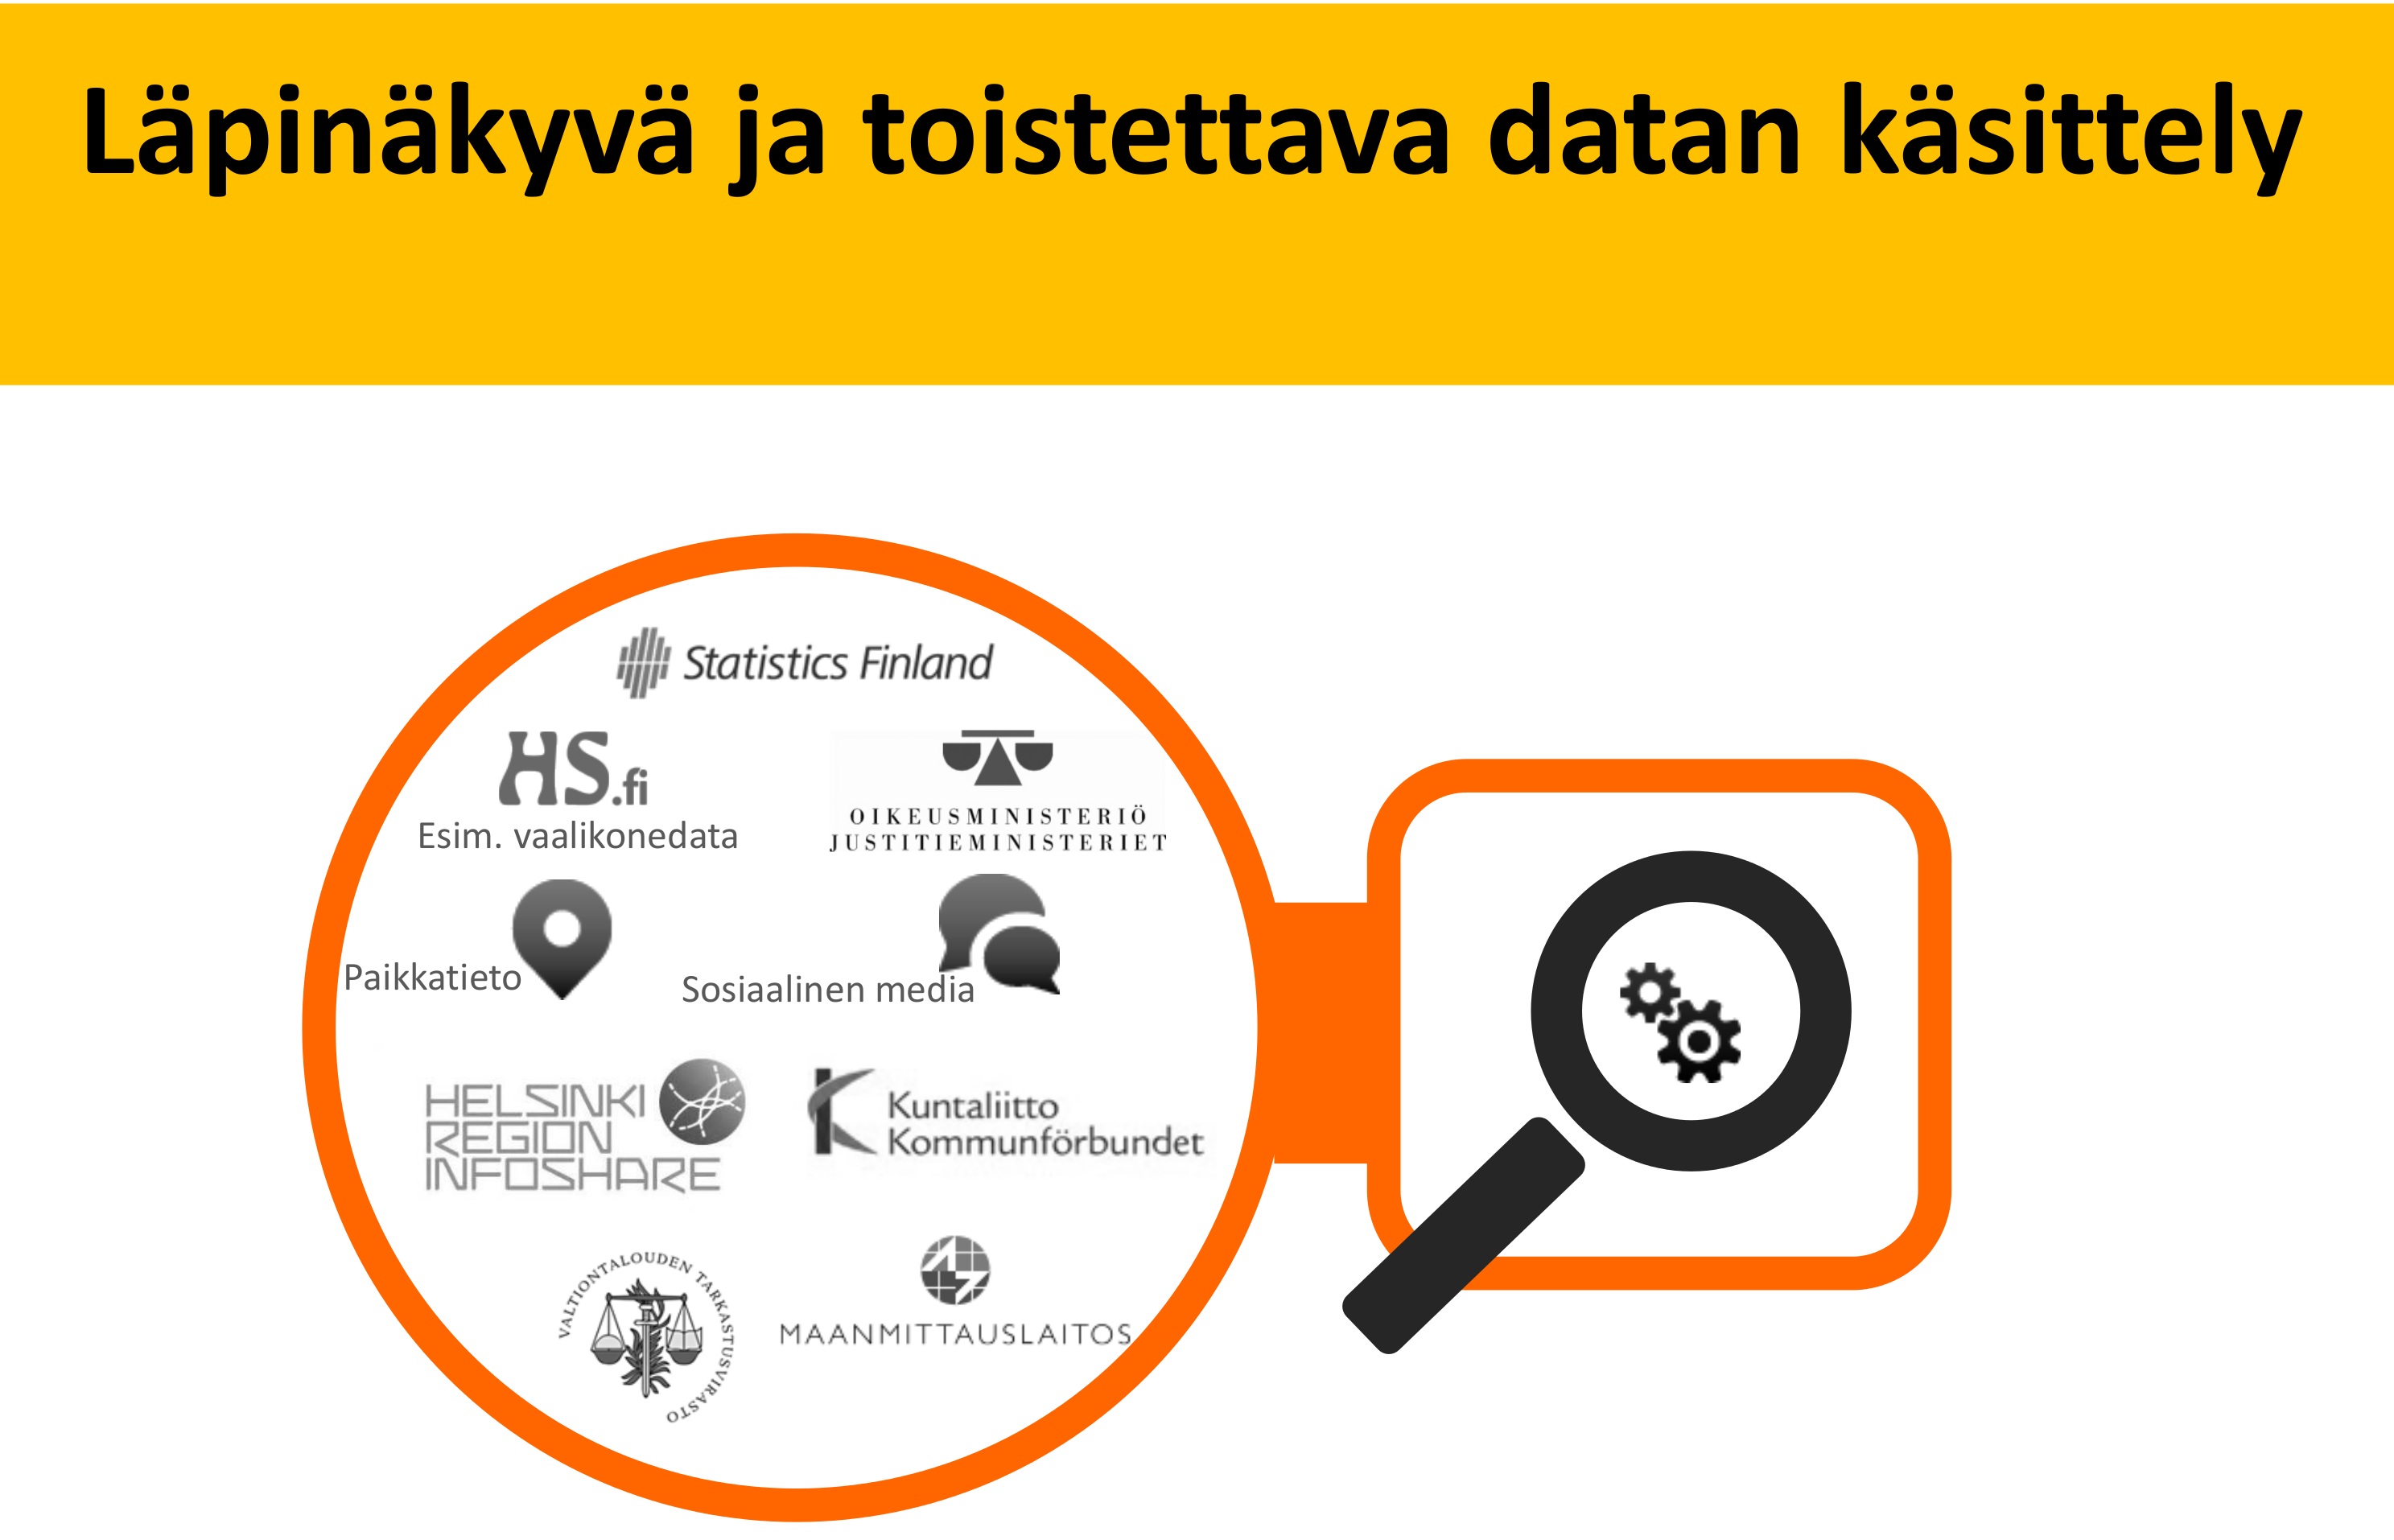 Läpinäkyvä ja toistettava datan käsittely
Statistics Finland
HS.fi
Esim. vaalikonedata
OIKEUSMINISTERIÖ
JUSTITIEMINISTERIET
Paikkatieto
Sosiaalinen media
HELSINKI
REGION
INFOSHARE
Kuntaliitto
Kommunförbundet
VALTIONTALOUDEN TARKASTUSVIRASTO
MAANMITTAUSLAITOS